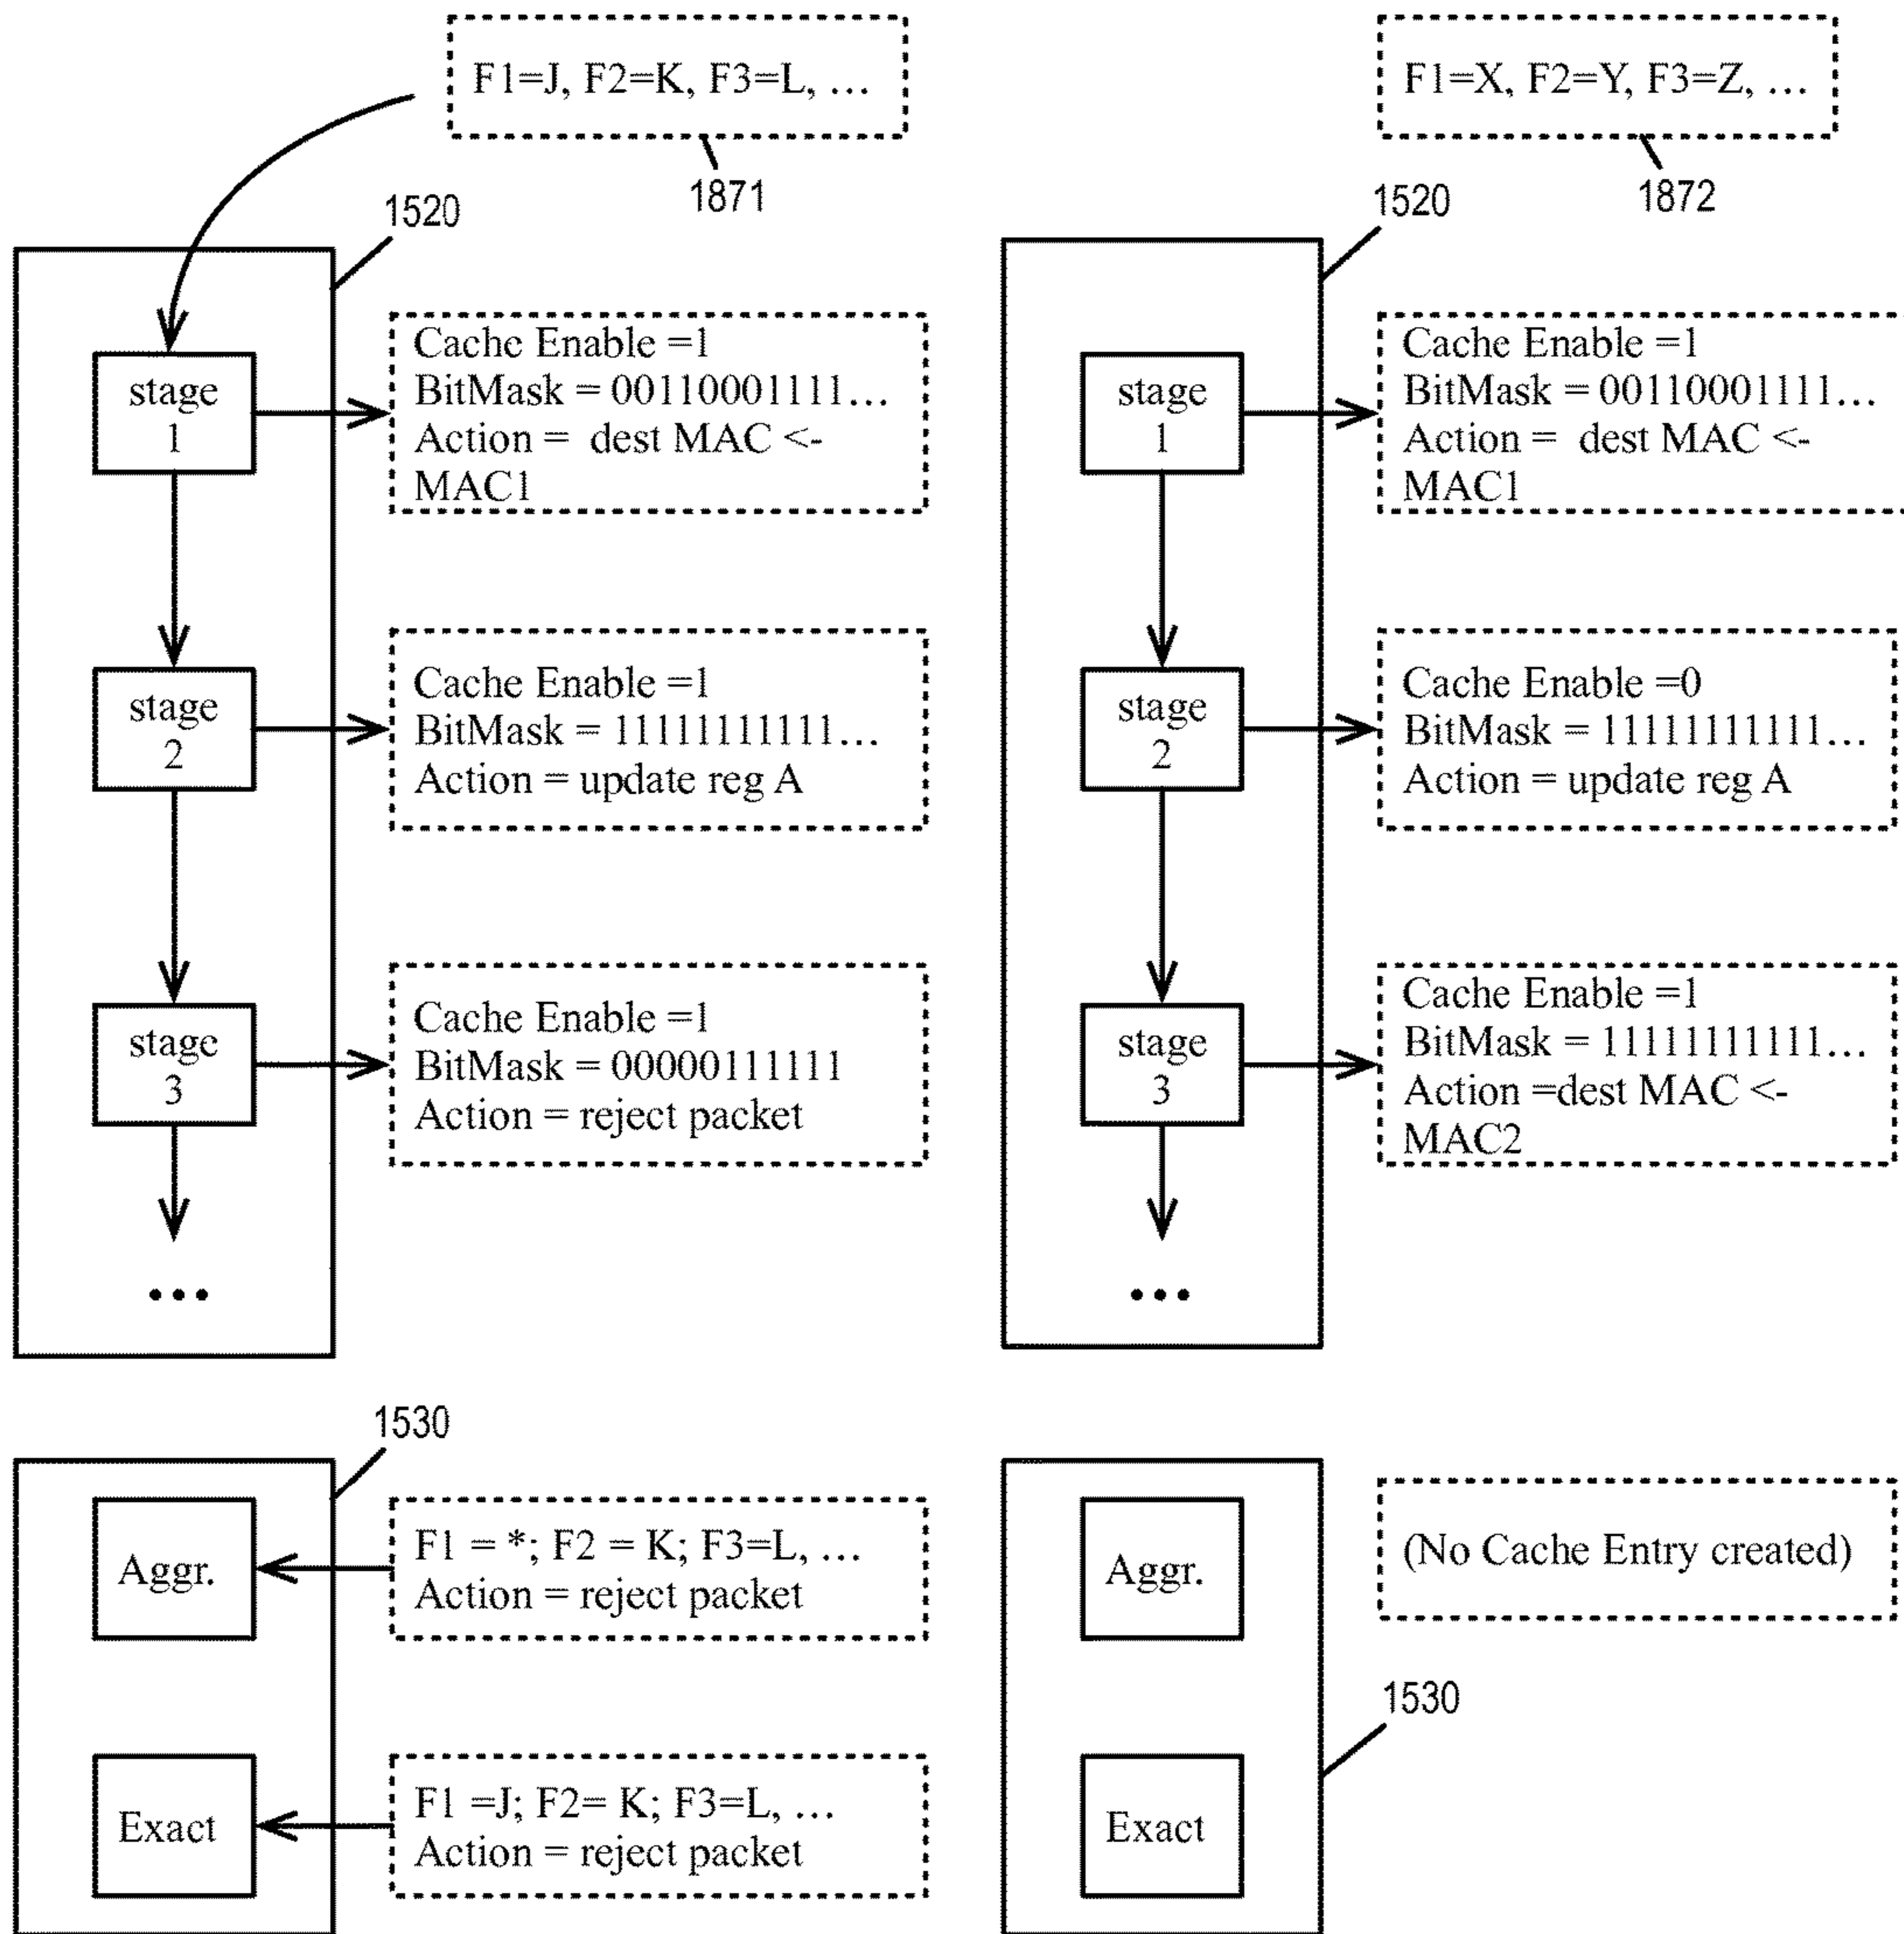 F1=J, F2=K, F3=L, …
1871
1520
stage
1
Cache Enable =1
BitMask = 00110001111…
Action = dest MAC <-
MAC1
stage
2
Cache Enable =1
BitMask = 11111111111…
Action = update reg A
stage
3
Cache Enable =1
BitMask = 00000111111
Action = reject packet
…
1530
Aggr.
F1 = *; F2 = K; F3=L, …
Action = reject packet
Exact
F1 =J; F2= K; F3=L, …
Action = reject packet
F1=X, F2=Y, F3=Z, …
1872
1520
stage
1
Cache Enable =1
BitMask = 00110001111…
Action = dest MAC <-
MAC1
stage
2
Cache Enable =0
BitMask = 11111111111…
Action = update reg A
stage
3
Cache Enable =1
BitMask = 11111111111…
Action =dest MAC <-
MAC2
…
Aggr.
(No Cache Entry created)
1530
Exact